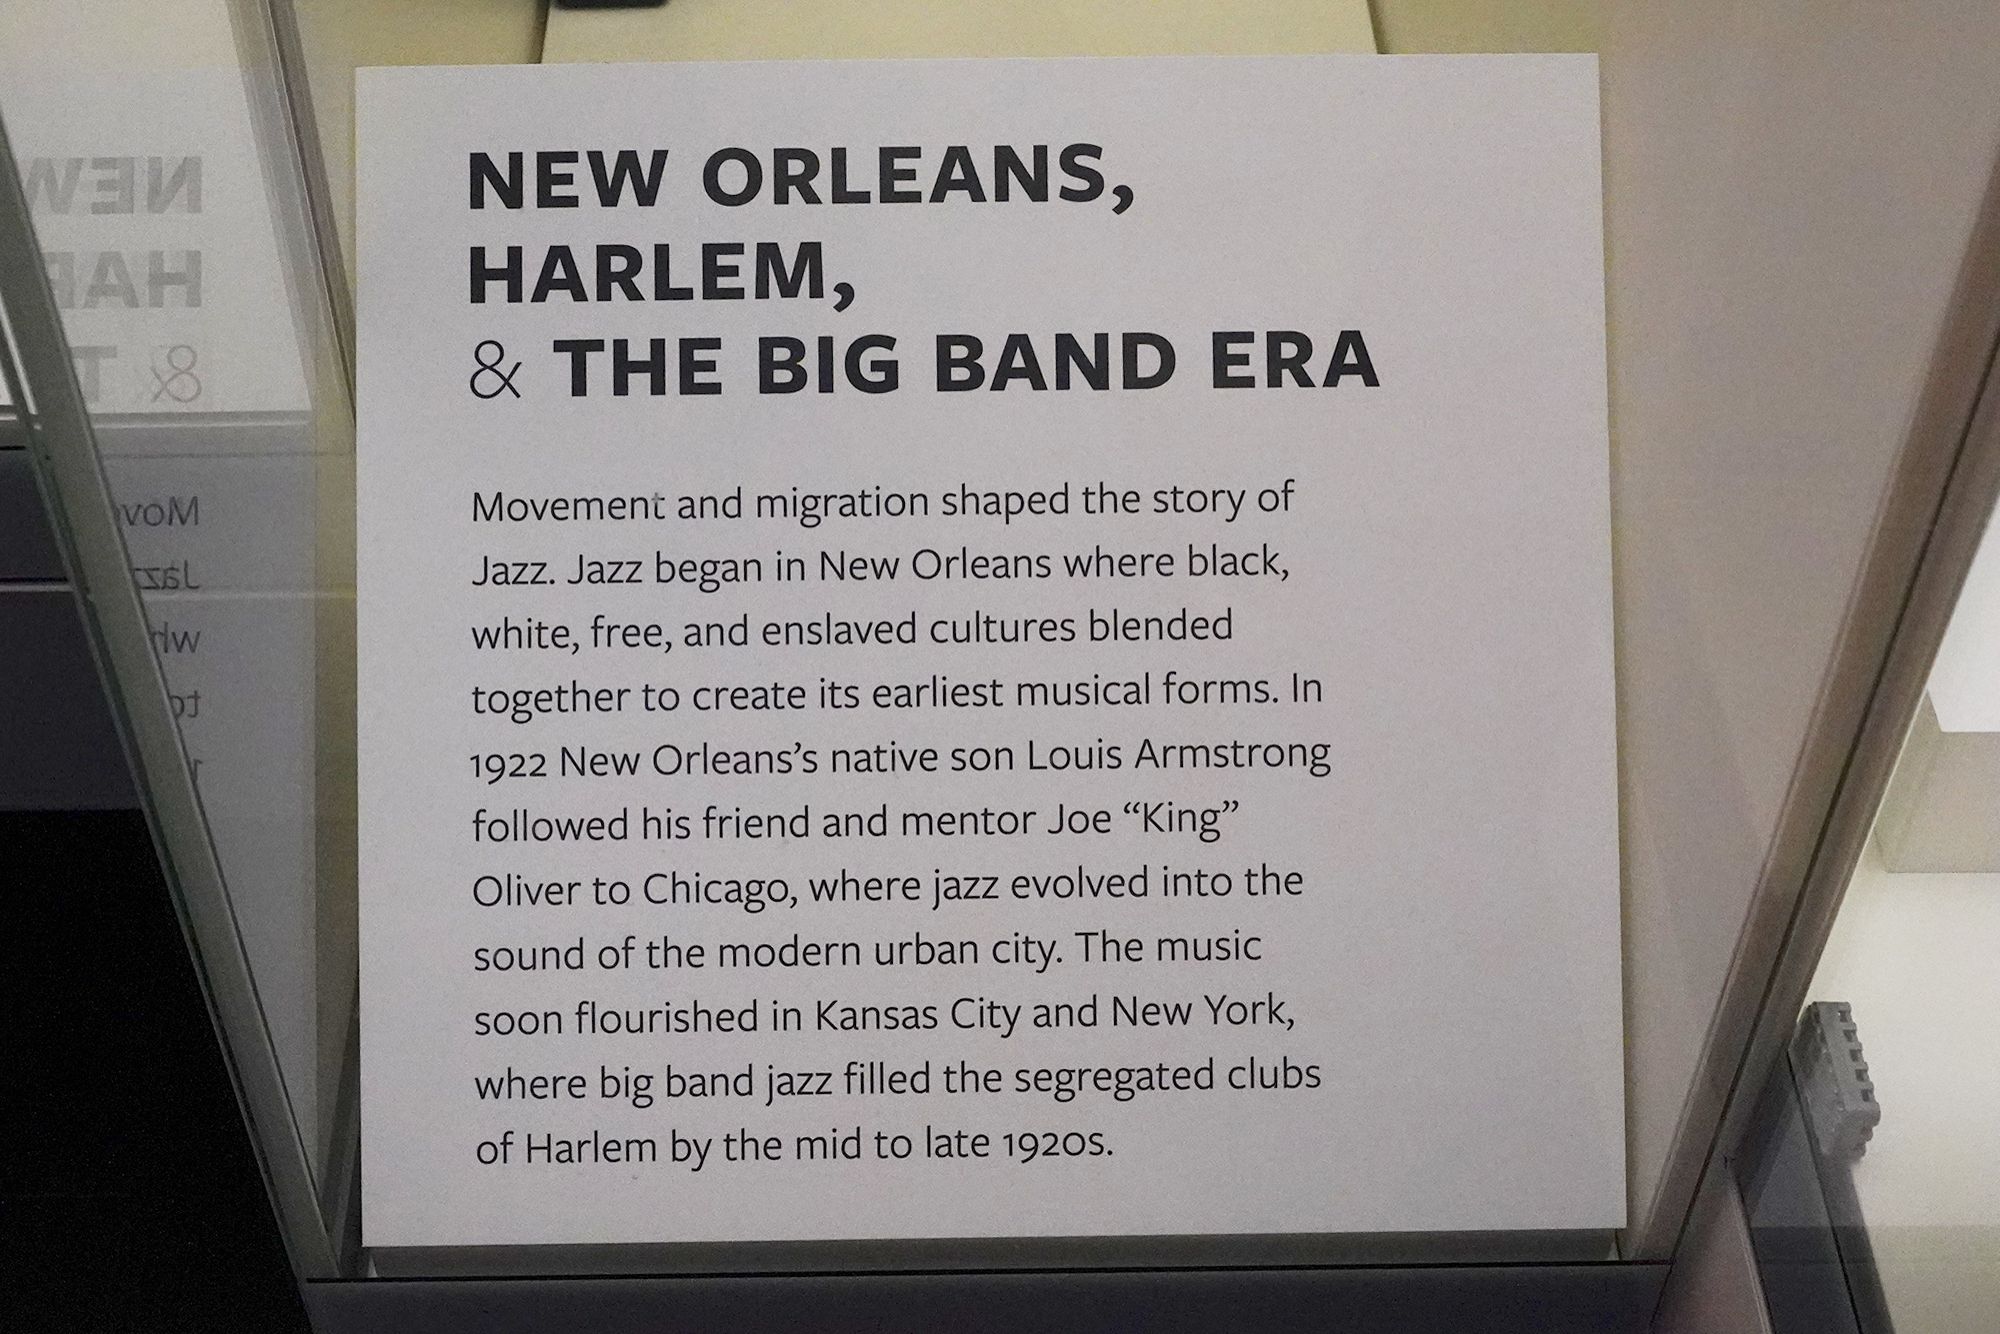 NEW ORLEANS,
HARLEM,
& THE BIG BAND ERA
Movement and migration shaped the story of
Jazz. Jazz began in New Orleans where black,
white, free, and enslaved cultures blended
together to create its earliest musical forms. In
1922 New Orleans’s native son Louis Armstrong
followed his friend and mentor Joe “King”
Oliver to Chicago, where jazz evolved into the
sound of the modern urban city. The music
soon flourished in Kansas City and New York,
where big band jazz filled the segregated clubs
of Harlem by the mid to late 1920s.